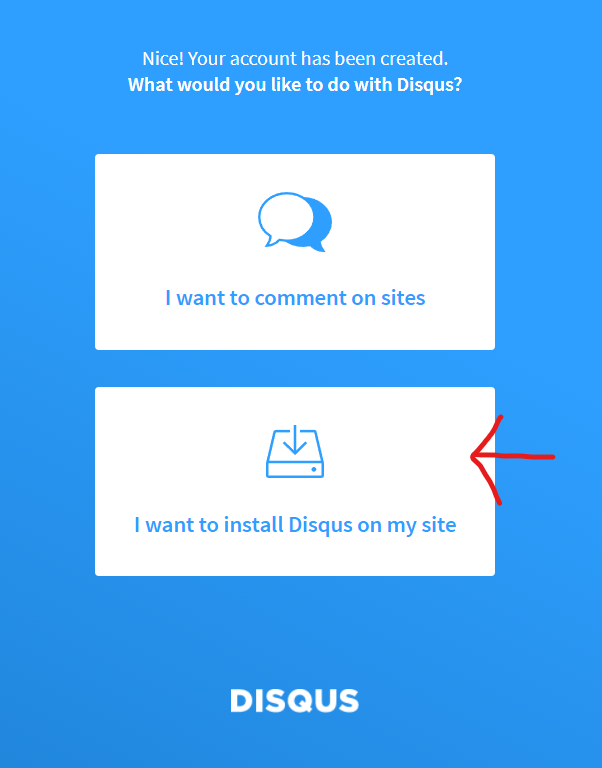 Nice! Your account has been created.
What would you like to do with Disqus?
I want to comment on sites
I want to install Disqus on my site
DISQUS